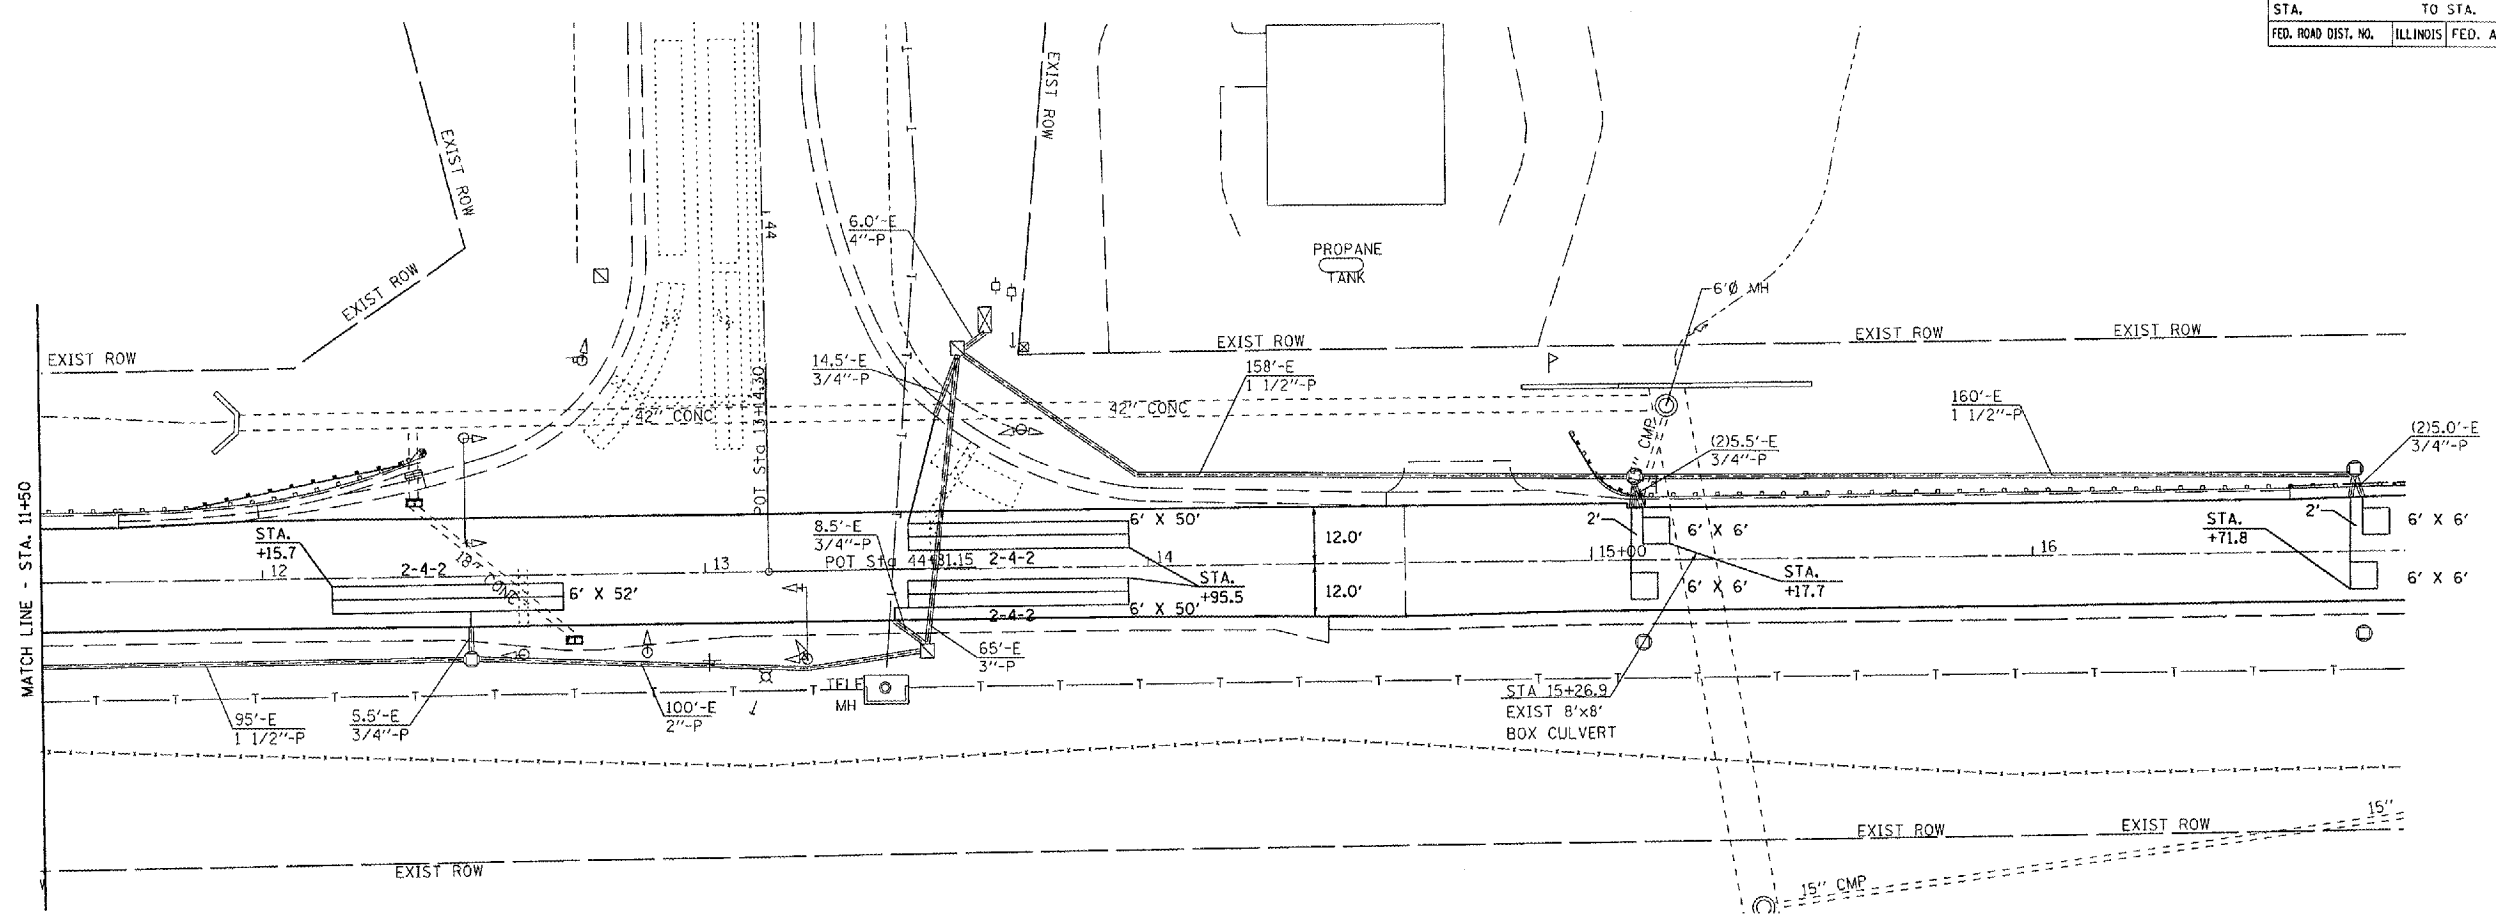 STA. TO STA.
FED. ROAD DIST. NO. ILLINOIS FED. A
EXIST ROW
EXIST ROW
EXIST ROW
EXIST ROW
44
6.0'-E
4"-P
PROPANE
TANK
6'Ø MH
EXIST ROW
EXIST ROW
EXIST ROW
14.5'-E
3/4"-P
158'-E
1 1/2"-P
160'-E
1 1/2"-P
42" CONC
42" CONC
POT Sta 13+14.30
CMP
(2)5.5'-E
3/4"-P
(2)5.0'-E
3/4"-P
MATCH LINE - STA. 11+50
STA.
+15.7
12
2-4-2
18" CONC
6' X 52'
13
8.5'-E
3/4"-P
POT Sta 44+81.15
6' X 50'
2-4-2
14
6' X 50'
2-4-2
STA.
+95.5
12.0'
12.0'
2'
6' X 6'
15+00
6' X 6'
STA.
+17.7
16
STA.
+71.8
2'
6' X 6'
6' X 6'
65'-E
3"-P
TELE
MH
95'-E
1 1/2"-P
5.5'-E
3/4"-P
100'-E
2"-P
T T T T T T T T T T T T T T T T T T T T T T T T T T T T
STA 15+26.9
EXIST 8'x8'
BOX CULVERT
EXIST ROW
EXIST ROW
EXIST ROW
15"
15" CMP